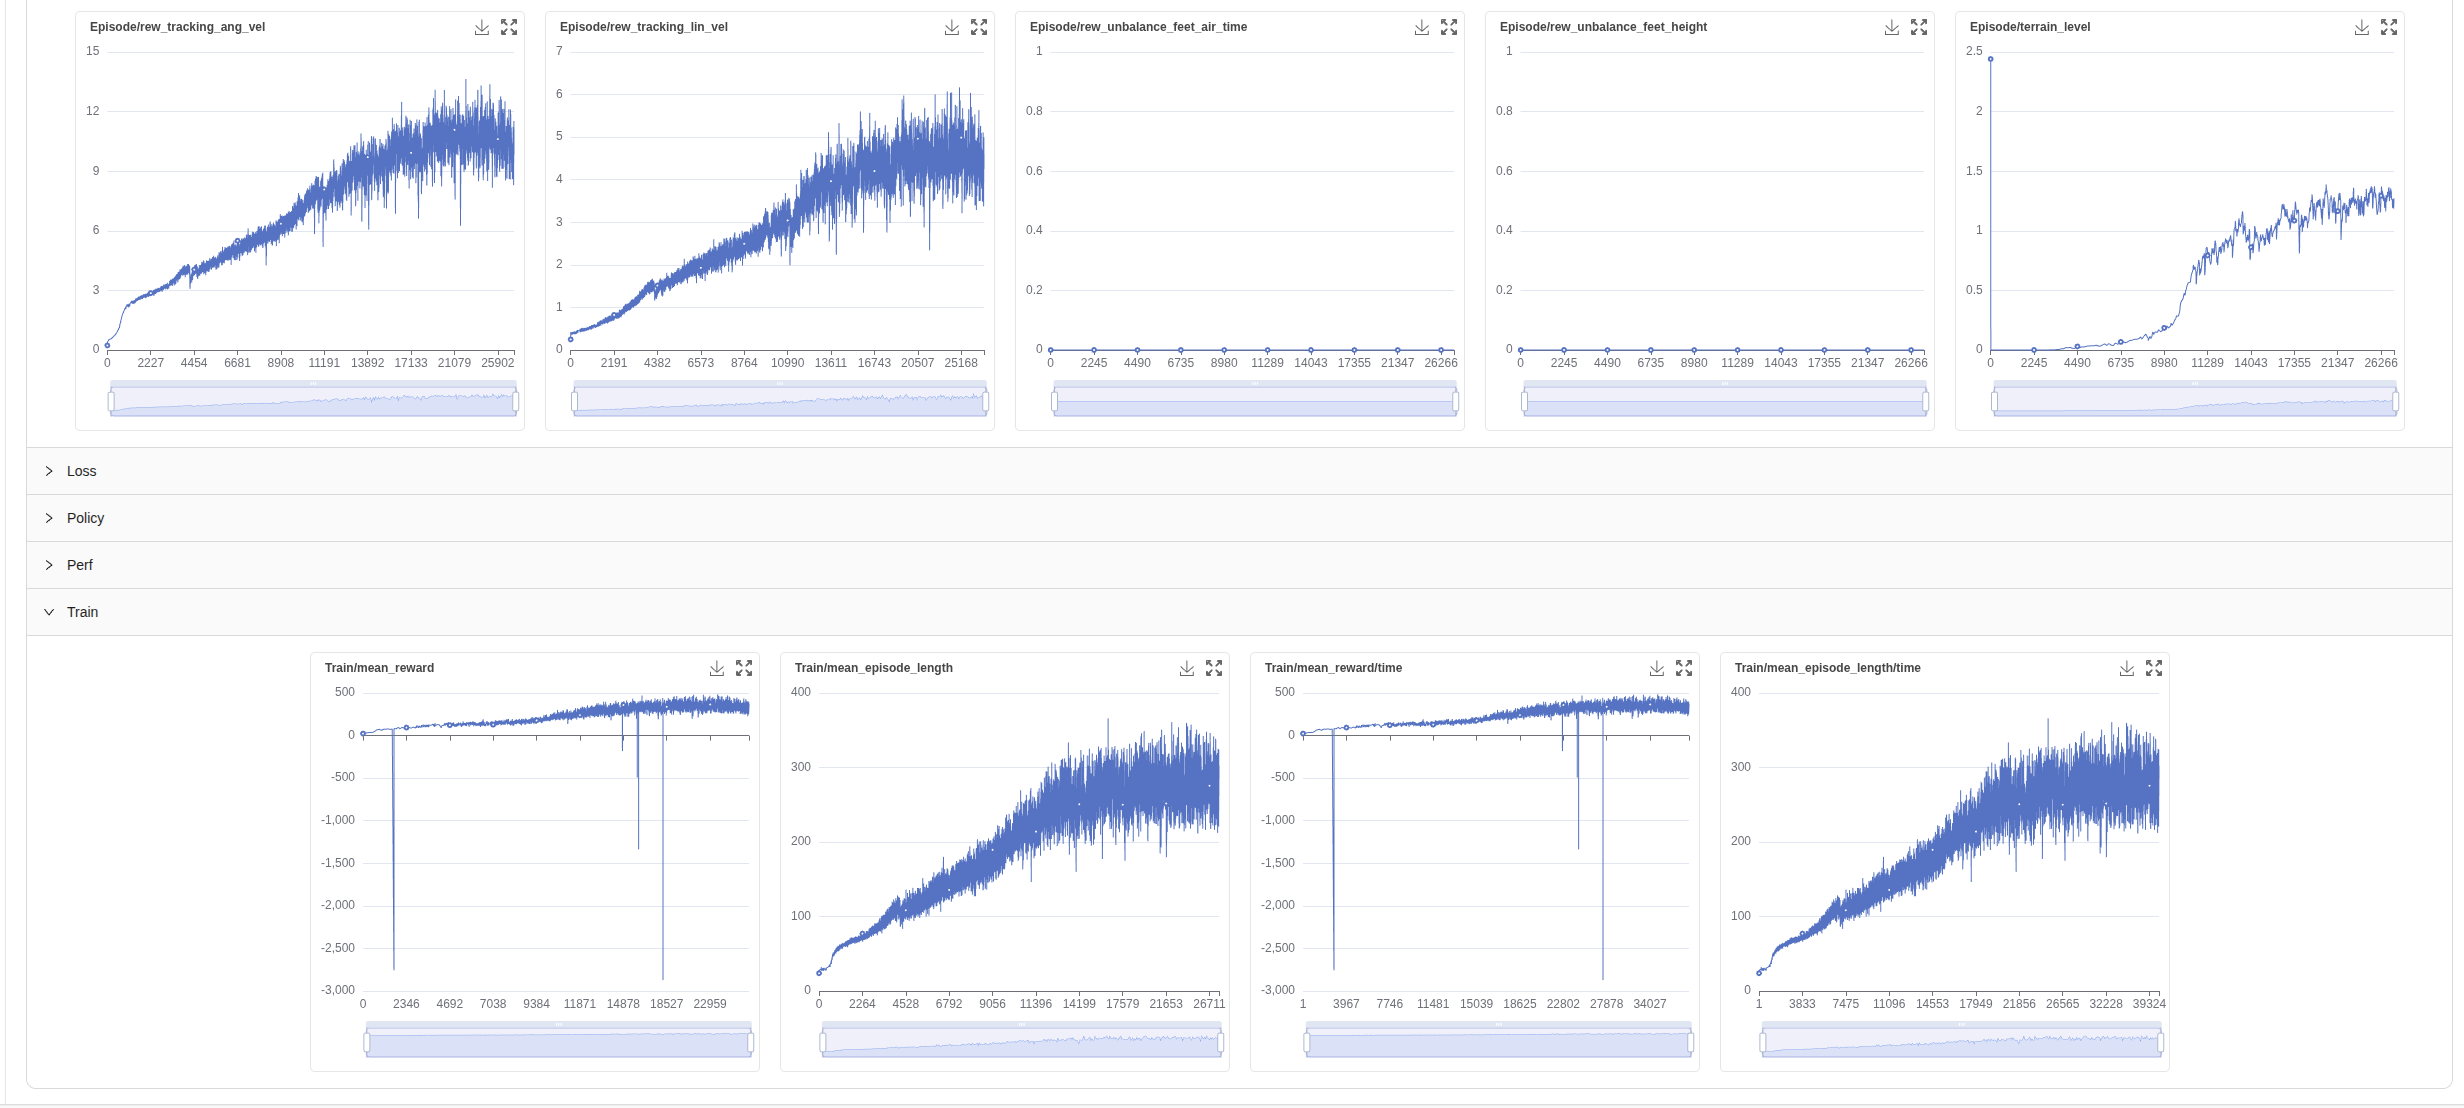 Episode/rew_tracking_ang_vel
15
12
9
6
3
0
0 2227 4454 6681 8908 11191 13892 17133 21079 25902
Episode/rew_tracking_lin_vel
7
6
5
4
3
2
1
0
0 2191 4382 6573 8764 10990 13611 16743 20507 25168
Episode/rew_unbalance_feet_air_time
1
0.8
0.6
0.4
0.2
0
0 2245 4490 6735 8980 11289 14043 17355 21347 26266
Episode/rew_unbalance_feet_height
1
0.8
0.6
0.4
0.2
0
0 2245 4490 6735 8980 11289 14043 17355 21347 26266
Episode/terrain_level
2.5
2
1.5
1
0.5
0
0 2245 4490 6735 8980 11289 14043 17355 21347 26266
Loss
Policy
Perf
Train
Train/mean_reward
500
0
-500
-1,000
-1,500
-2,000
-2,500
-3,000
0 2346 4692 7038 9384 11871 14878 18527 22959
Train/mean_episode_length
400
300
200
100
0
0 2264 4528 6792 9056 11396 14199 17579 21653 26711
Train/mean_reward/time
500
0
-500
-1,000
-1,500
-2,000
-2,500
-3,000
1 3967 7746 11481 15039 18625 22802 27878 34027
Train/mean_episode_length/time
400
300
200
100
0
1 3833 7475 11096 14553 17949 21856 26565 32228 39324